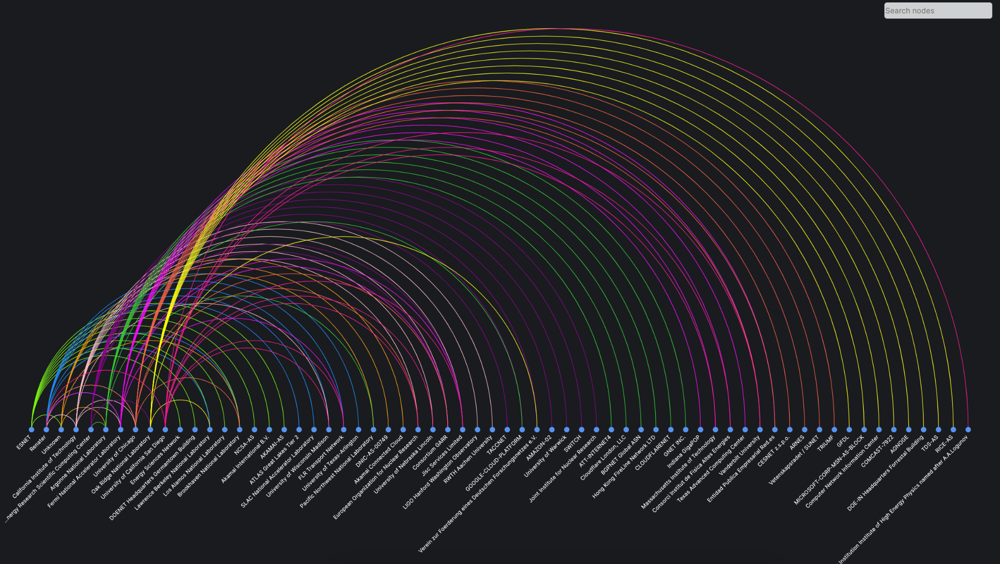 Search nodes
ESNET
Renater
Unknown
California Institute of Technology
...nergy Research Scientific Computing Center
Argonne National Laboratory
Fermi National Accelerator Laboratory
University of Chicago
Oak Ridge National Laboratory
University of California San Diego
Energy Sciences Network
DOENET Headquarters Germantown Building
Lawrence Berkeley National Laboratory
Los Alamos National Laboratory
Brookhaven National Laboratory
NCSA-AS
Akamai International B.V.
AKAMAI-AS
ATLAS Great Lakes Tier 2
SLAC National Accelerator Laboratory
University of Wisconsin Madison
FLR Transport Network
University of Texas-Arlington
Pacific Northwest National Laboratory
DNIC-AS-00749
Akamai Connected Cloud
European Organization for Nuclear Research
University of Nebraska Lincoln
Consortium GARR
Jisc Services Limited
LIGO Hanford Washington Observatory
RWTH Aachen University
TACCNET
GOOGLE-CLOUD-PLATFORM
Verein zur Foerderung eines Deutschen Forschungsnetzes e.V.
AMAZON-02
University of Warwick
SWITCH
Joint Institute for Nuclear Research
ATT-INTERNET4
Cloudflare London, LLC
BGPNET Global ASN
Hong Kong FireLine Network LTD
CLOUDFLARENET
GNET INC.
Indiana GigaPOP
Massachusetts Institute of Technology
Consorci Institut de Fisica Altes Energies
Texas Advanced Computing Center
Vanderbilt University
Entidad Publica Empresarial Red.es
CESNET z.s.p.o.
ARNES
Vetenskapsradet / SUNET
TRIUMF
GFDL
MICROSOFT-CORP-MSN-AS-BLOCK
Computer Network Information Center
COMCAST-7922
AGNOGE
DOE-IN Headquarters Forrestal Building
TDS-AS
RICE-AS
Institution Institute of High Energy Physics named after A.A.Logunov